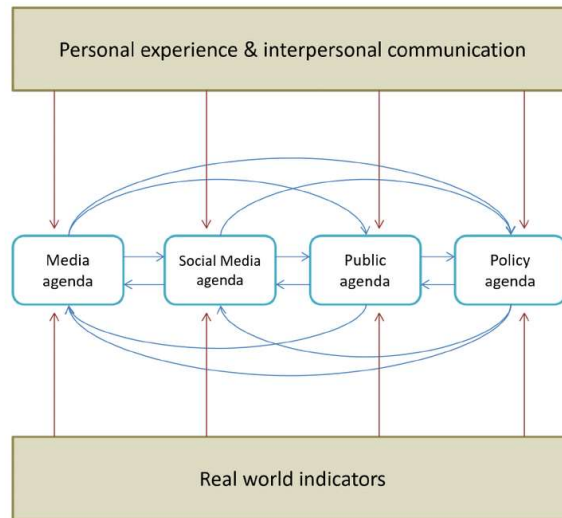 Personal experience & interpersonal communication
Media
agenda
Social Media
agenda
Public
agenda
Policy
agenda
Real world indicators